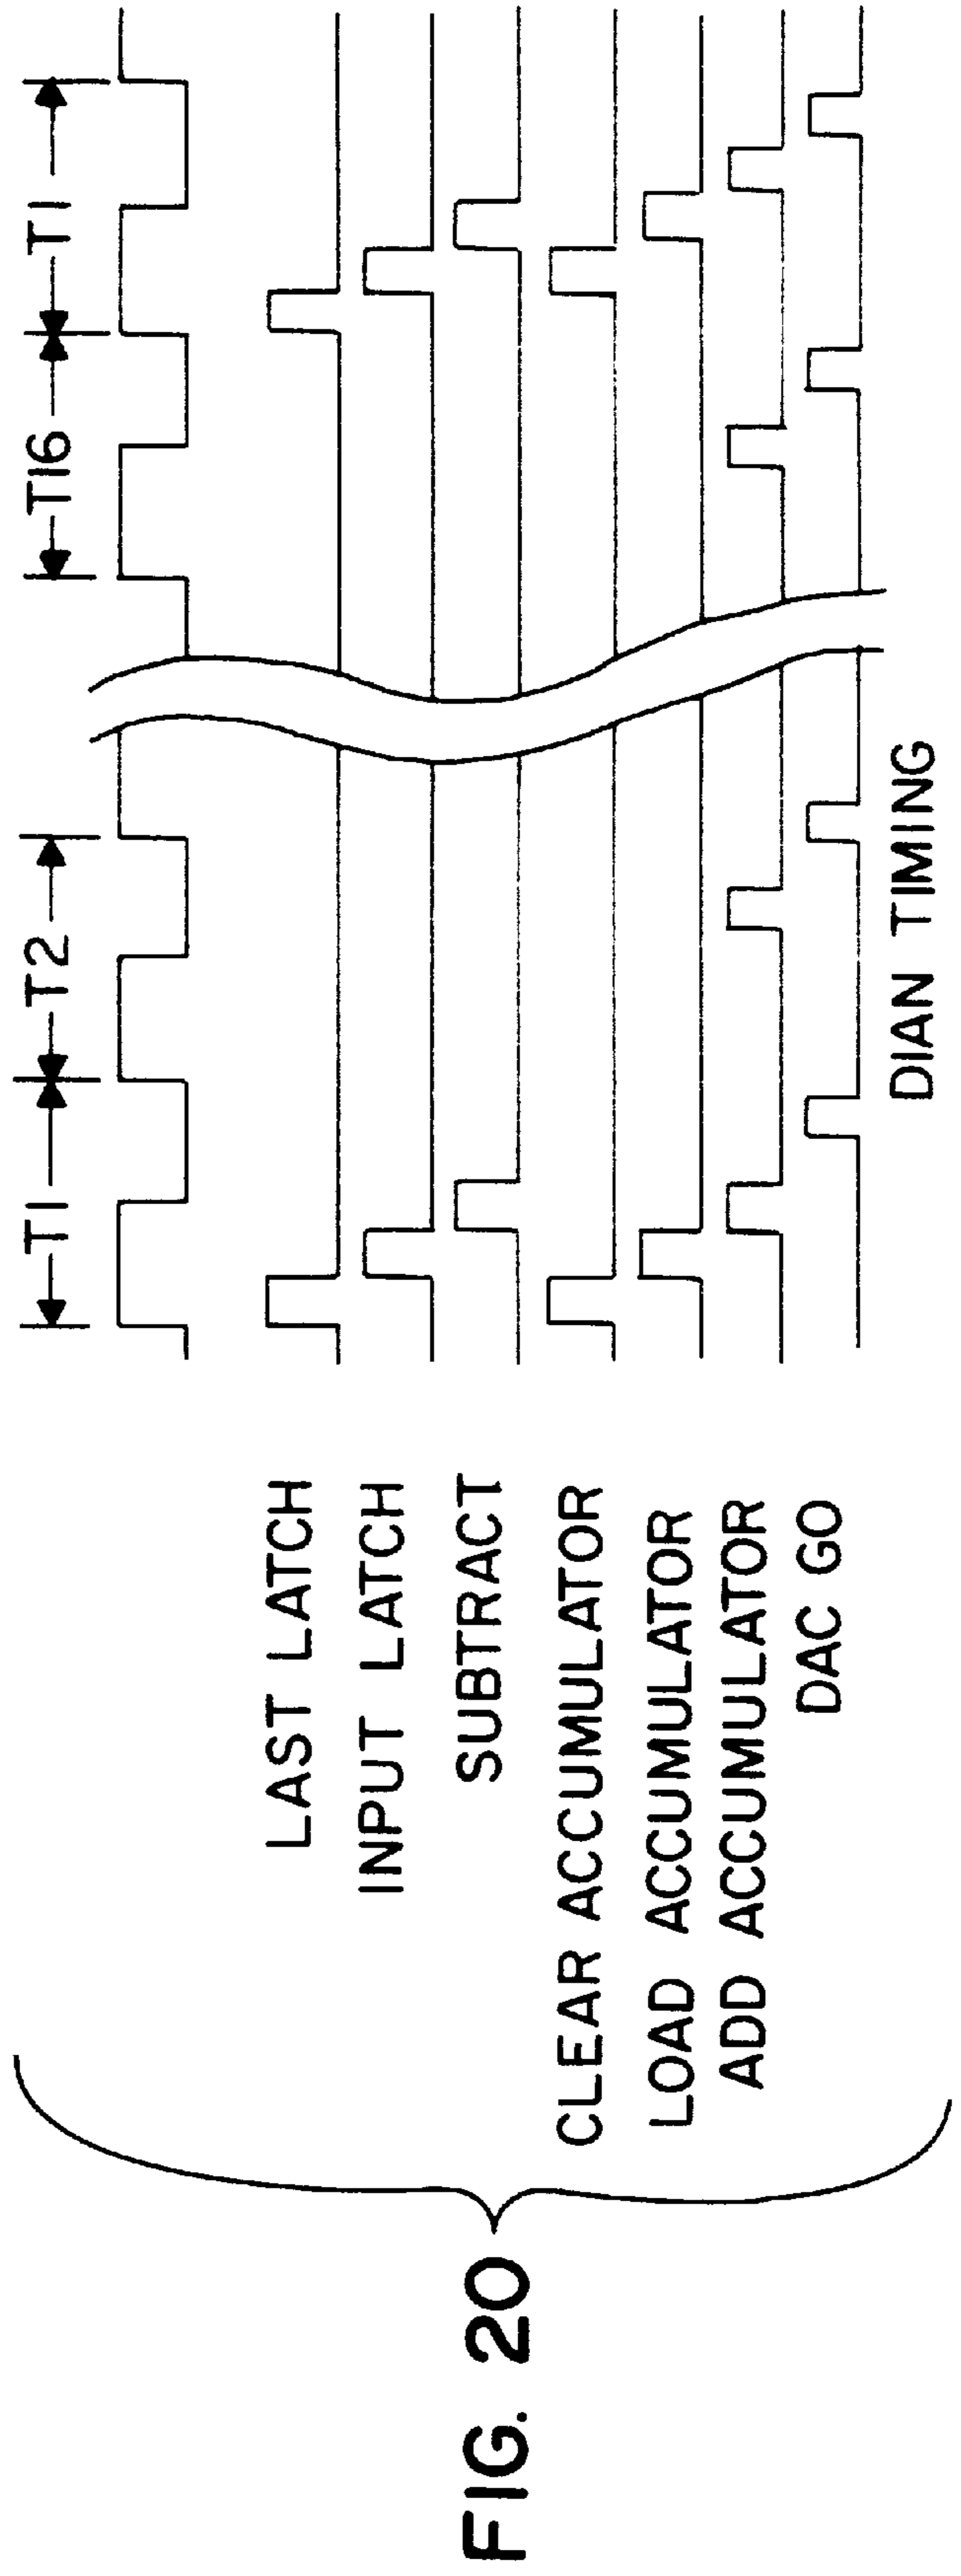 T1 T2 T16 T1
LAST LATCH
INPUT LATCH
SUBTRACT
CLEAR ACCUMULATOR
LOAD ACCUMULATOR
ADD ACCUMULATOR
DAC GO
DIAN TIMING
FIG. 20